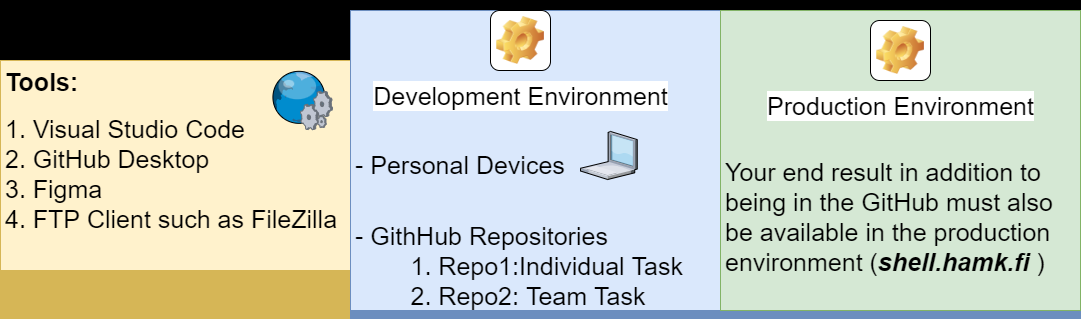 Tools:
1. Visual Studio Code
2. GitHub Desktop
3. Figma
4. FTP Client such as FileZilla
Development Environment
- Personal Devices
- GithHub Repositories
1. Repo1:Individual Task
2. Repo2: Team Task
Production Environment
Your end result in addition to
being in the GitHub must also
be available in the production
environment (shell.hamk.fi )